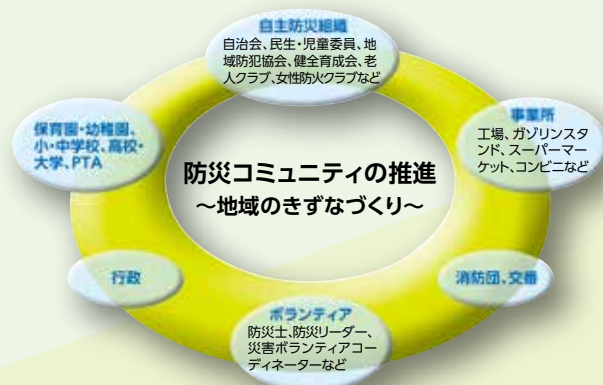 自主防災組織
自治会、民生・児童委員、地
域防犯協会、健全育成会、老
人クラブ、女性防火クラブなど
保育園・幼稚園、
小・中学校、高校・
大学、PTA
事業所
工場、ガソリンスタ
ンド、スーパーマー
ケット、コンビニなど
防災コミュニティの推進
～地域のきずなづくり～
行政
消防団、交番
ボランティア
防災士、防災リーダー、
災害ボランティアコー
ディネーターなど